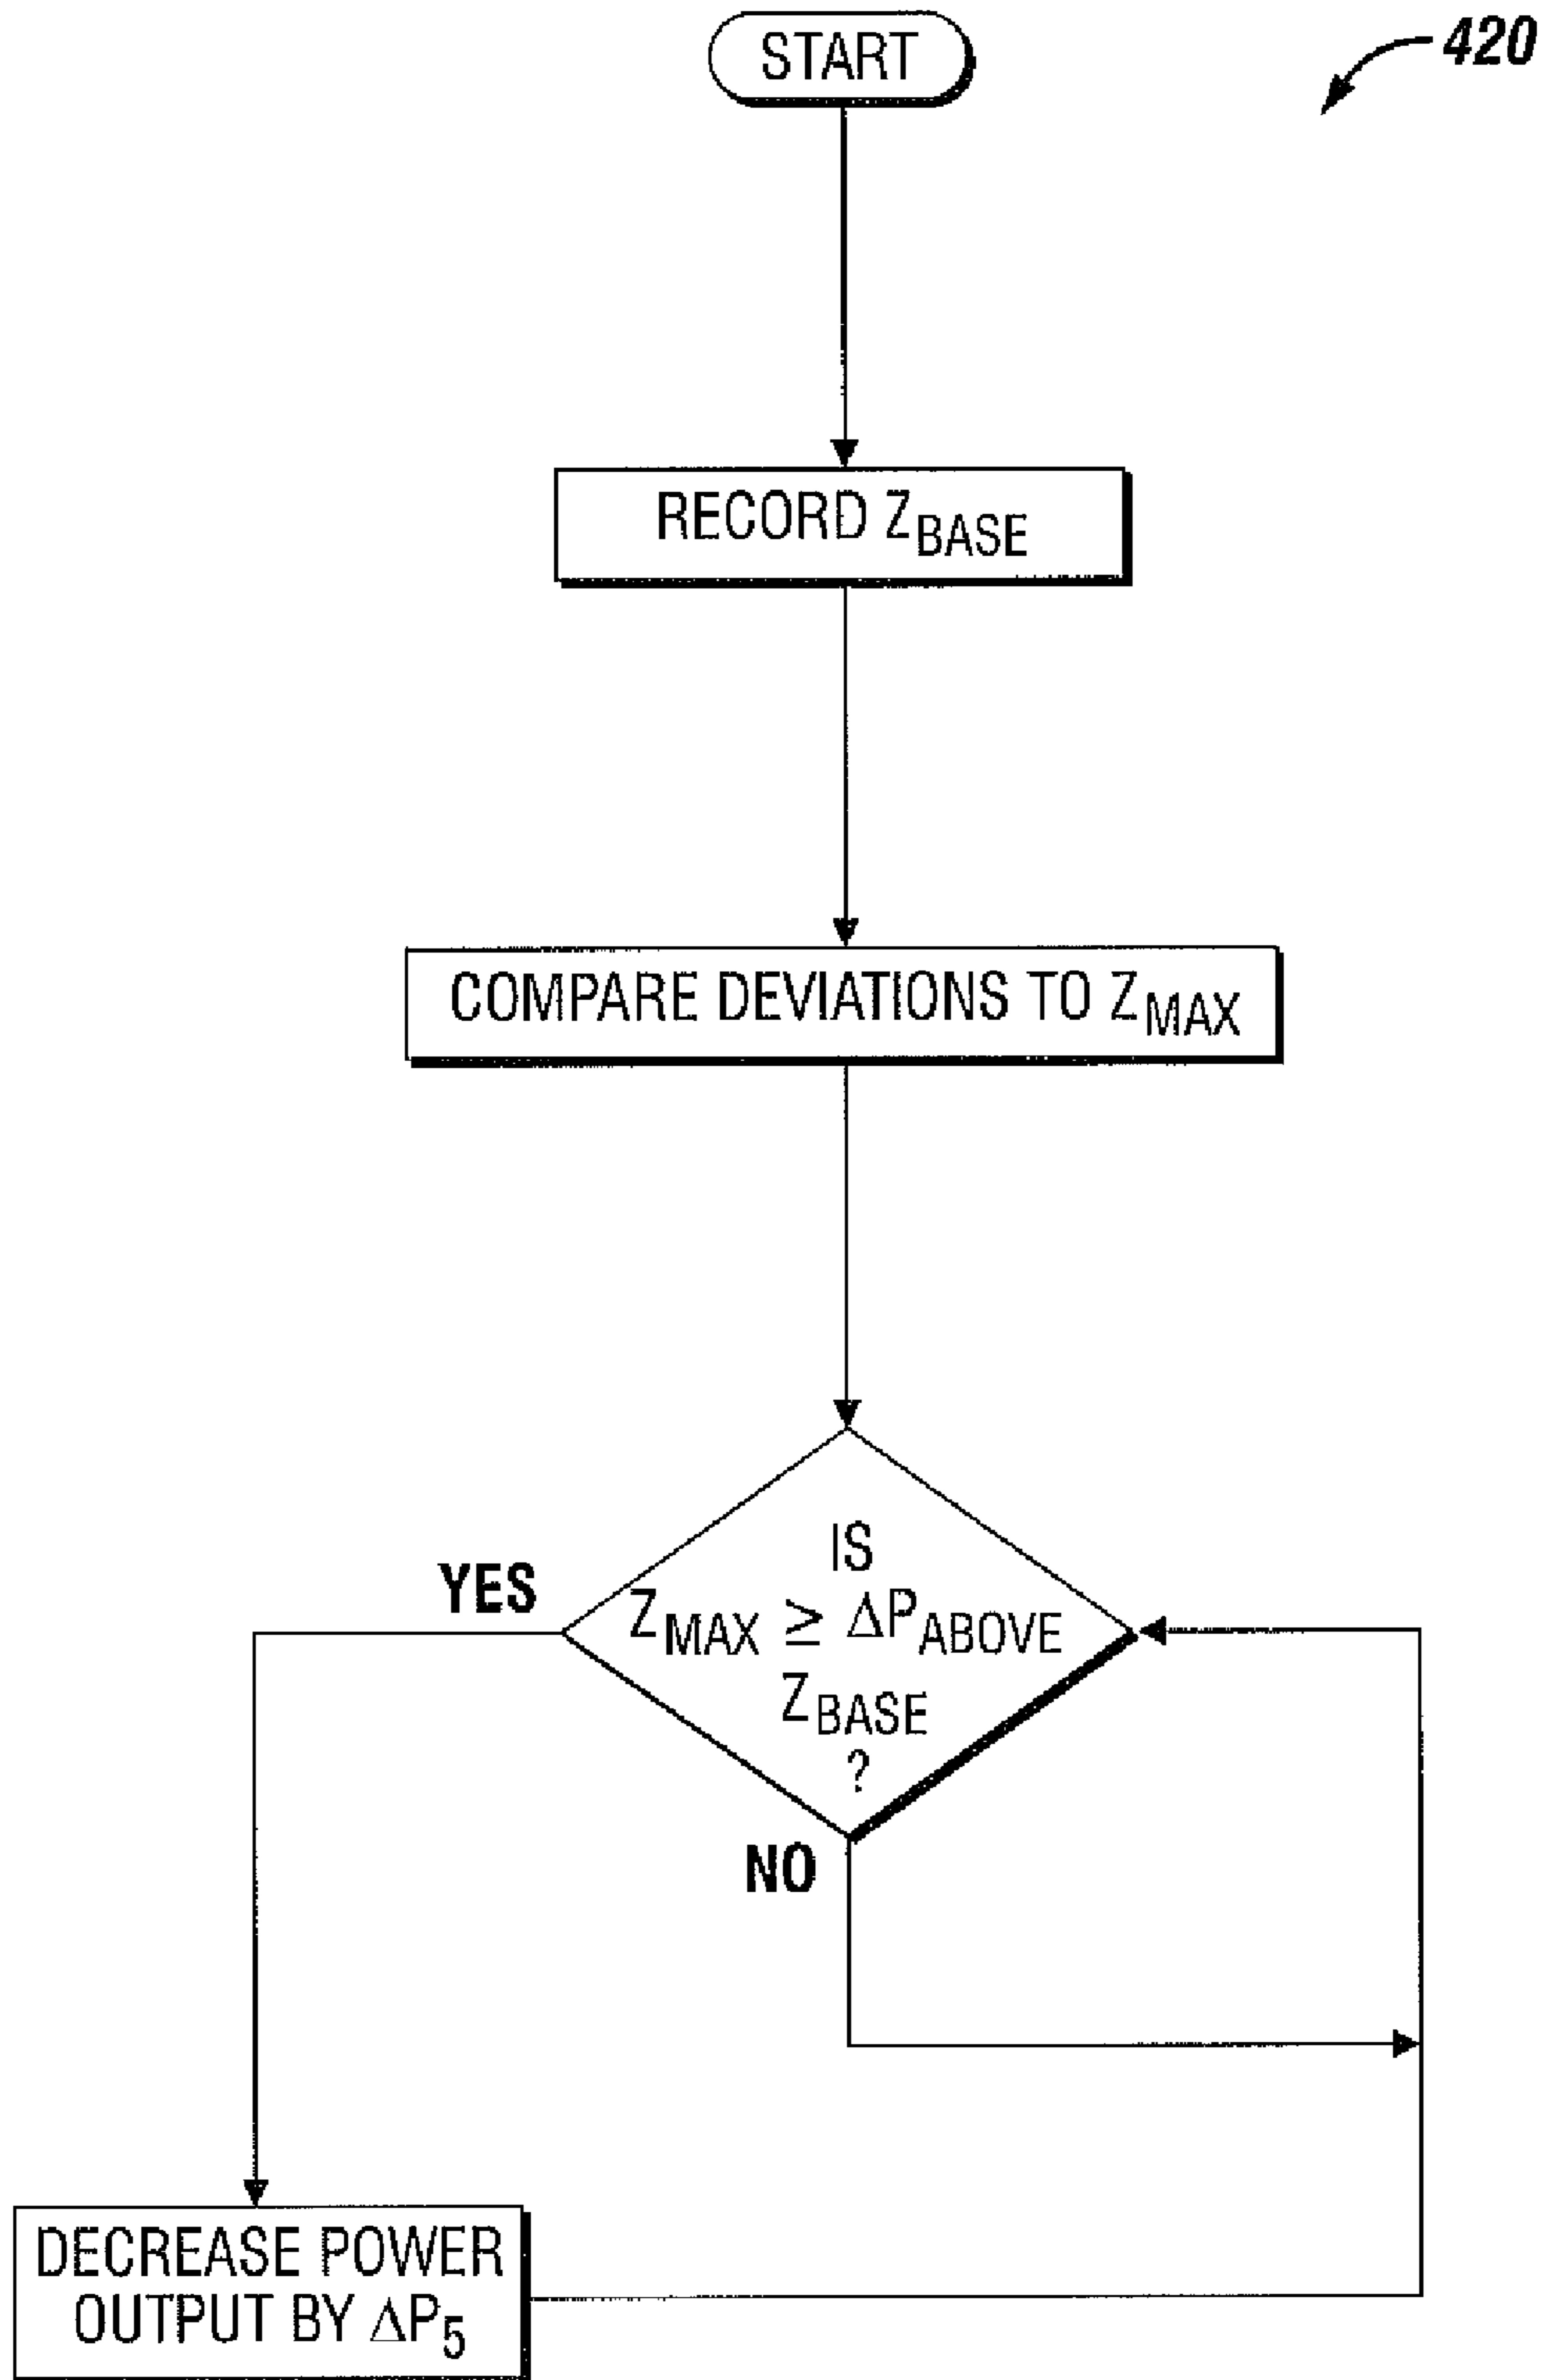 START
420
RECORD Z_BASE
COMPARE DEVIATIONS TO Z_MAX
IS
Z_MAX ≥ ΔP_ABOVE
Z_BASE
?
YES
NO
DECREASE POWER
OUTPUT BY ΔP_5